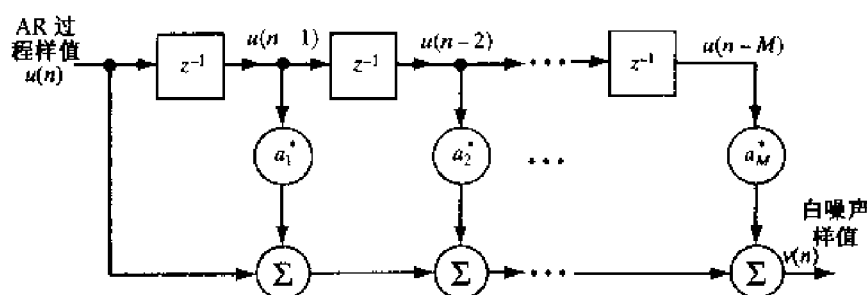 AR 过
程样值
u(n)
z⁻¹
u(n 1)
z⁻¹
u(n-2)
z⁻¹
u(n-M)
a₁*
a₂*
a_M*
Σ
Σ
Σ
白噪声
样值
v(n)